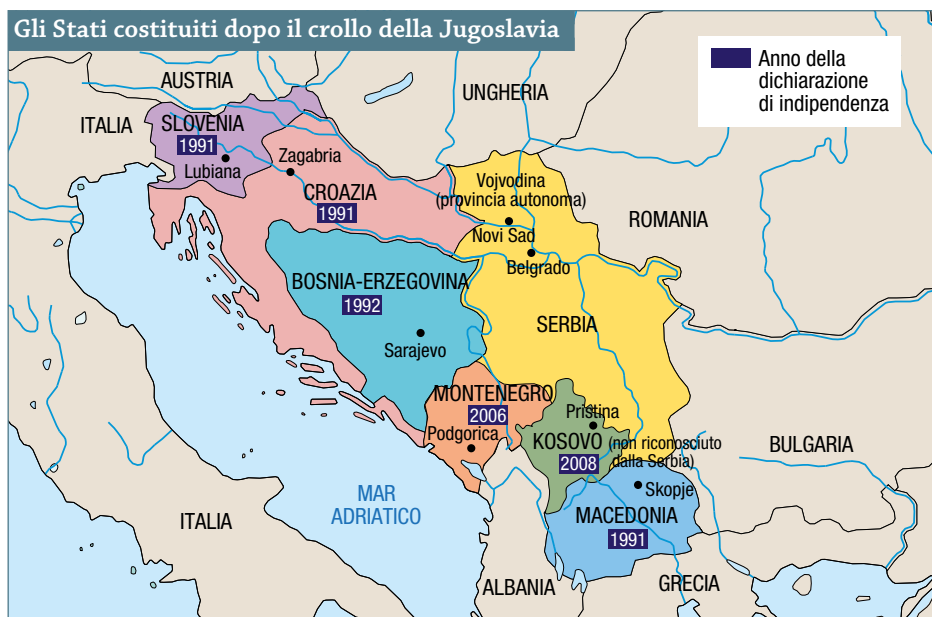 Gli Stati costituiti dopo il crollo della Jugoslavia
Anno della
dichiarazione
di indipendenza
AUSTRIA
UNGHERIA
ITALIA
SLOVENIA
1991
Lubiana
Zagabria
CROAZIA
1991
Vojvodina
(provincia autonoma)
Novi Sad
Belgrado
ROMANIA
BOSNIA-ERZEGOVINA
1992
Sarajevo
SERBIA
MONTENEGRO
2006
Podgorica
Pristina
KOSOVO
2008
(non riconosciuto
dalla Serbia)
BULGARIA
Skopje
MACEDONIA
1991
MAR
ADRIATICO
ITALIA
ALBANIA
GRECIA